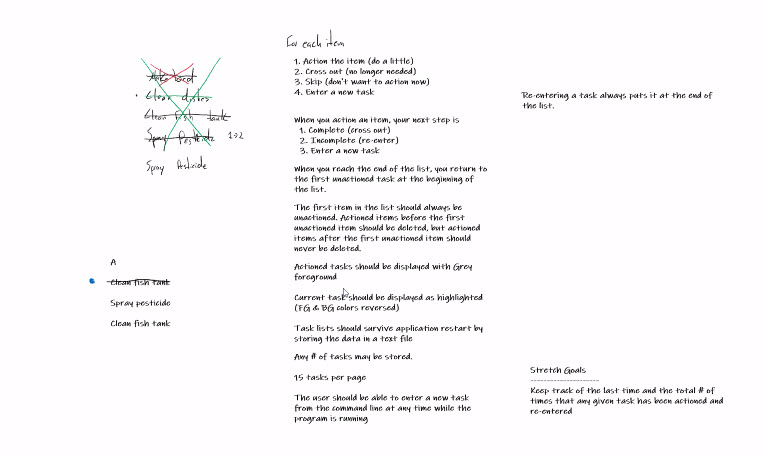 For each item
Make bed
Clean dishes
Clean fish tank
Spray Pesticide
Spray Pesticide
1. Action the item (do a little)
2. Cross out (no longer needed)
3. Skip (don't want to action now)
4. Enter a new task
Re-entering a task always puts it at the end of
the list.
When you action an item, your next step is
1. Complete (cross out)
2. Incomplete (re-enter)
3. Enter a new task
When you reach the end of the list, you return to
the first unactioned task at the beginning of
the list.
The first item in the list should always be
unactioned. Actioned items before the first
unactioned item should be deleted, but actioned
items after the first unactioned item should
never be deleted.
A
Clean fish tank
Spray pesticide
Clean fish tank
Actioned tasks should be displayed with Grey
foreground
Current task should be displayed as highlighted
(FG & BG colors reversed)
Task lists should survive application restart by
storing the data in a text file
Any # of tasks may be stored.
15 tasks per page
The user should be able to enter a new task
from the command line at any time while the
program is running
Stretch Goals
--------------------
Keep track of the last time and the total # of
times that any given task has been actioned and
re-entered